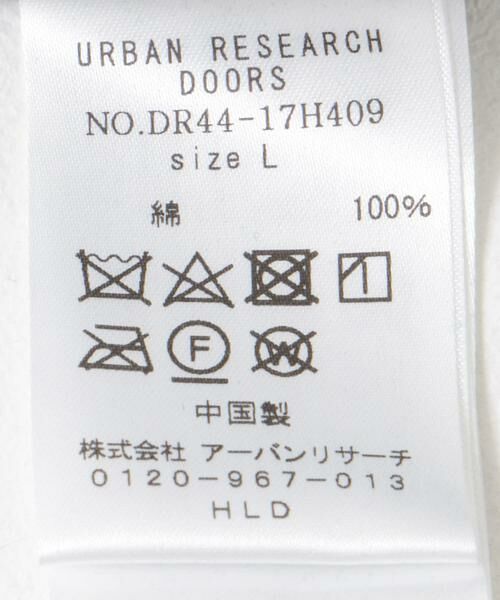 URBAN RESEARCH
DOORS
NO.DR44-17H409
size L
綿 100%
F W
中国製
株式会社 アーバンリサーチ
0120-967-013
HLD